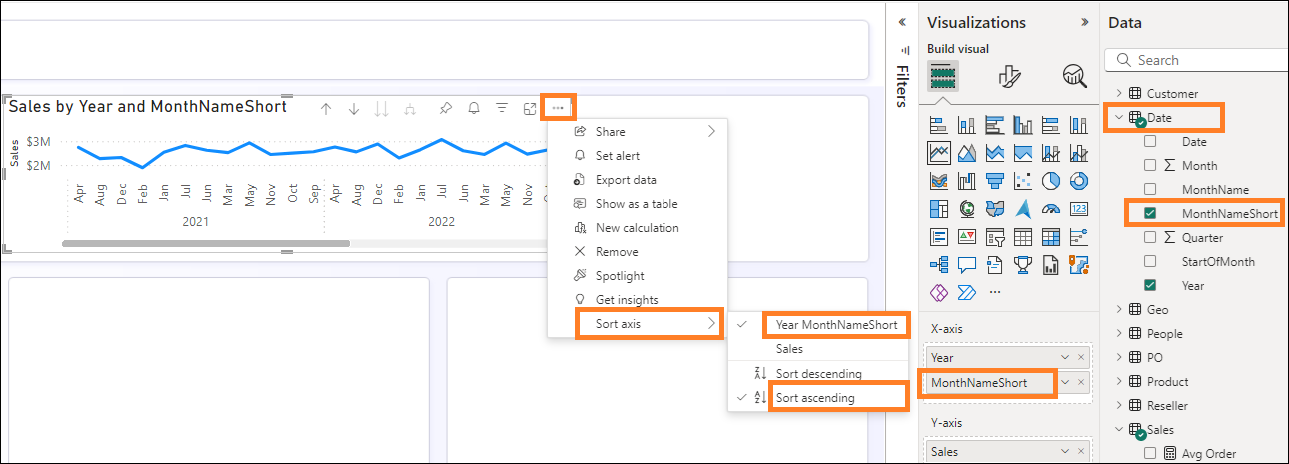 Visualizations
Data
Build visual
Search
Filters
Customer
Date
Date
Month
MonthName
MonthNameShort
Quarter
StartOfMonth
Year
Geo
People
PO
Product
Reseller
Sales
Avg Order
Sales by Year and MonthNameShort
Sales
$3M
$2M
Apr Aug Dec Feb Jan Jul Jun Mar May Nov Oct Sep Apr Aug Dec Feb Jan Jul Jun Mar May Nov
2021 2022
Share
Set alert
Export data
Show as a table
New calculation
Remove
Spotlight
Get insights
Sort axis
Year MonthNameShort
Sales
Sort descending
Sort ascending
123
X-axis
Year
MonthNameShort
Y-axis
Sales